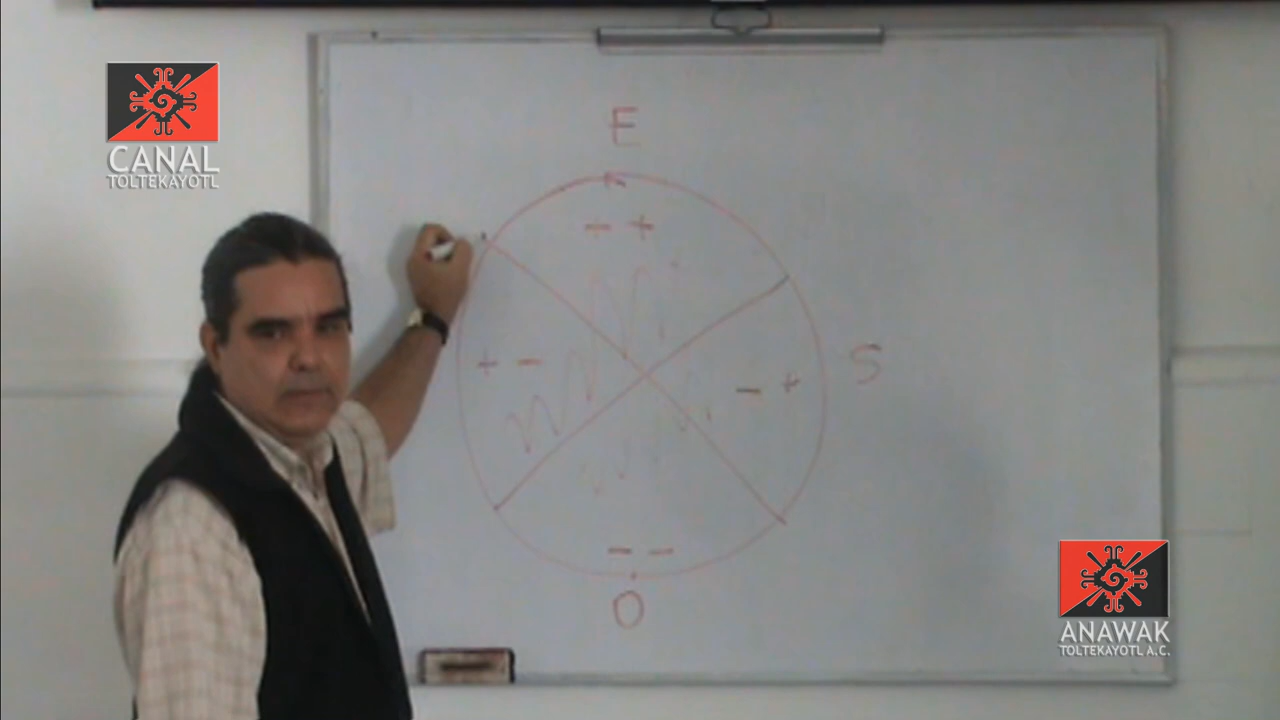 CANAL
TOLTEKAYOTL
E
- +
+ -
- +
S
- -
O
ANAWAK
TOLTEKAYOTL A.C.